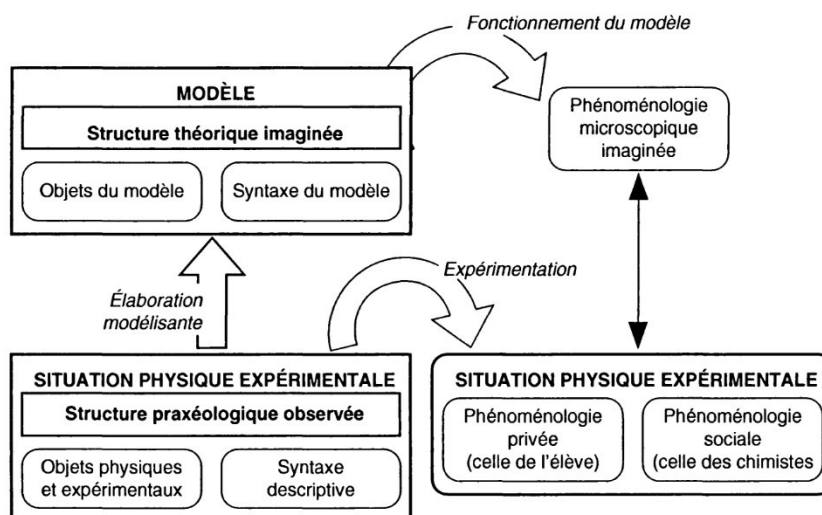 Fonctionnement du modèle
MODÈLE
Structure théorique imaginée
Objets du modèle
Syntaxe du modèle
Phénoménologie
microscopique
imaginée
Élaboration
modélisante
Expérimentation
SITUATION PHYSIQUE EXPÉRIMENTALE
Structure praxéologique observée
Objets physiques
et expérimentaux
Syntaxe
descriptive
SITUATION PHYSIQUE EXPÉRIMENTALE
Phénoménologie
privée
(celle de l'élève)
Phénoménologie
sociale
(celle des chimistes